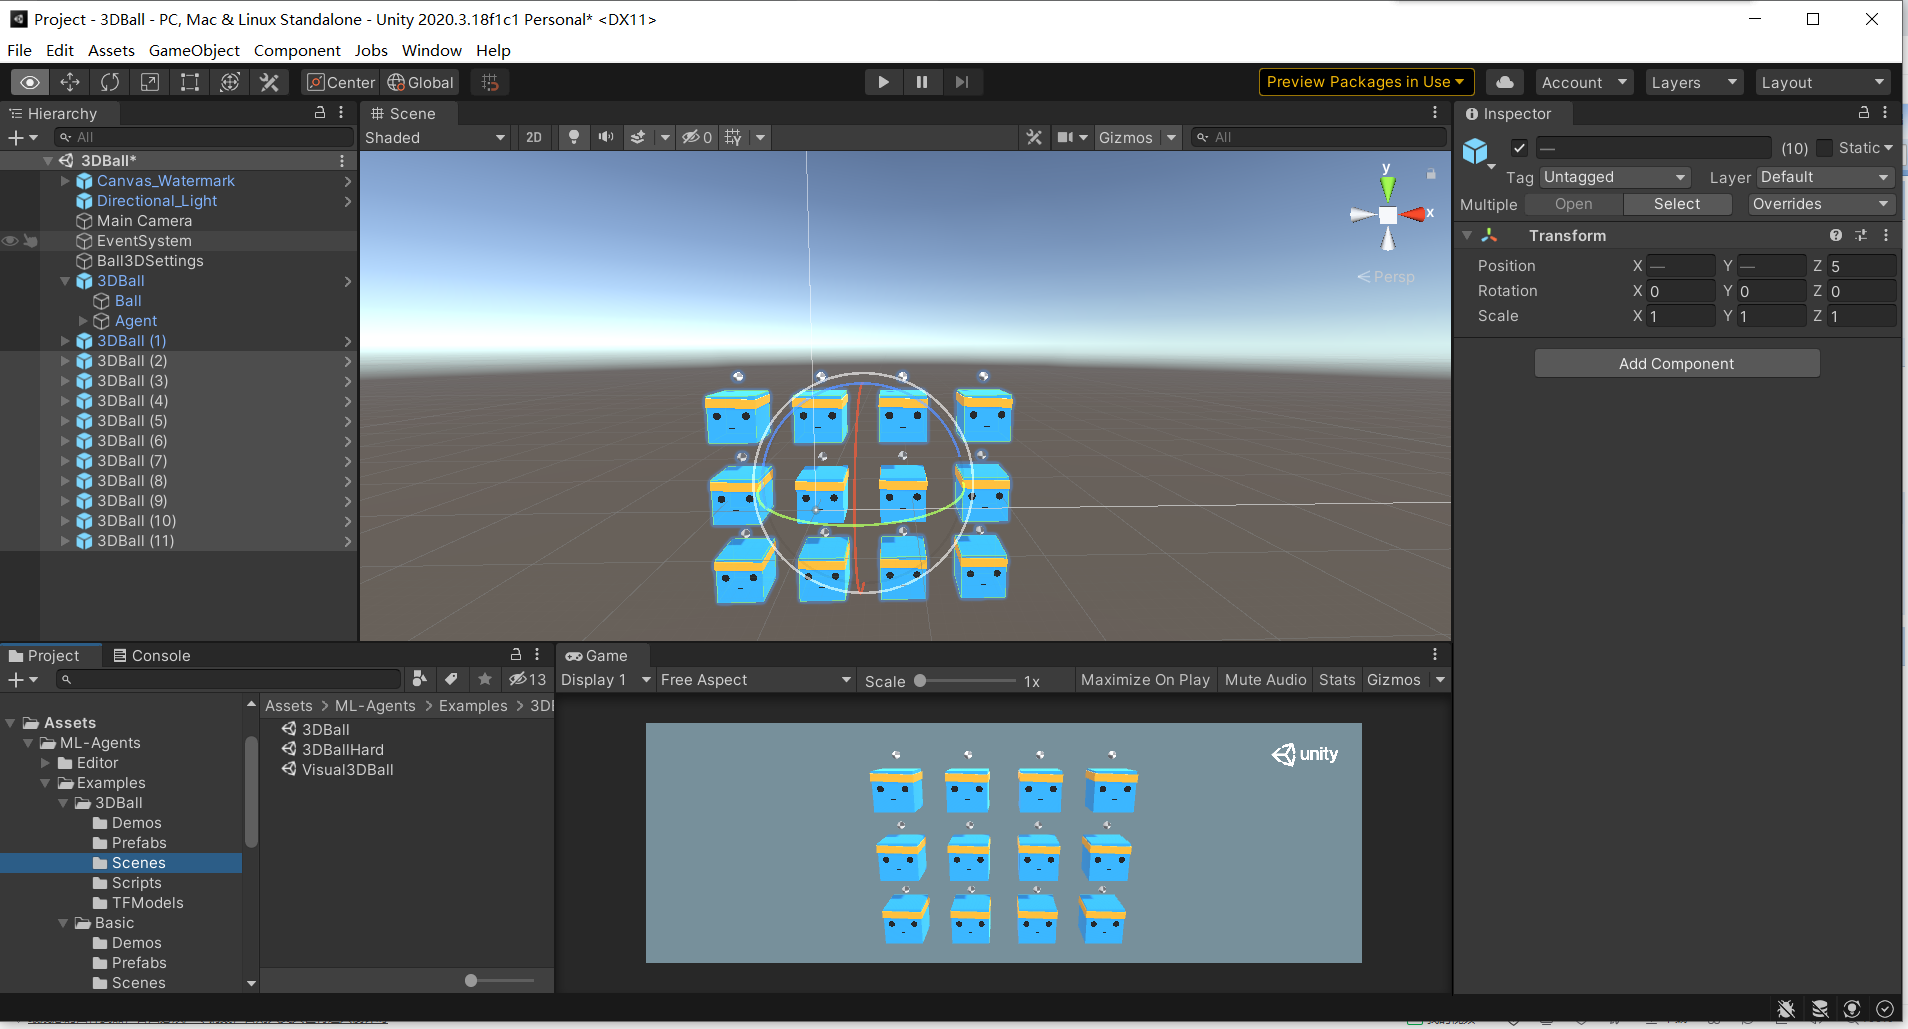 Project - 3DBall - PC, Mac & Linux Standalone - Unity 2020.3.18f1c1 Personal* <DX11>
File Edit Assets GameObject Component Jobs Window Help
Center Global Preview Packages in Use Account Layers Layout
Hierarchy
All
3DBall*
Canvas_Watermark
Directional_Light
Main Camera
EventSystem
Ball3DSettings
3DBall
Ball
Agent
3DBall (1)
3DBall (2)
3DBall (3)
3DBall (4)
3DBall (5)
3DBall (6)
3DBall (7)
3DBall (8)
3DBall (9)
3DBall (10)
3DBall (11)
Scene
Shaded 2D 0 Gizmos All
y
x
Persp
Inspector
— (10) Static
Tag Untagged Layer Default
Multiple Open Select Overrides
Transform
Position X — Y — Z 5
Rotation X 0 Y 0 Z 0
Scale X 1 Y 1 Z 1
Add Component
Project Console
13
Assets
ML-Agents
Editor
Examples
3DBall
Demos
Prefabs
Scenes
Scripts
TFModels
Basic
Demos
Prefabs
Scenes
Assets > ML-Agents > Examples > 3DI
3DBall
3DBallHard
Visual3DBall
Game
Display 1 Free Aspect Scale 1x Maximize On Play Mute Audio Stats Gizmos
unity